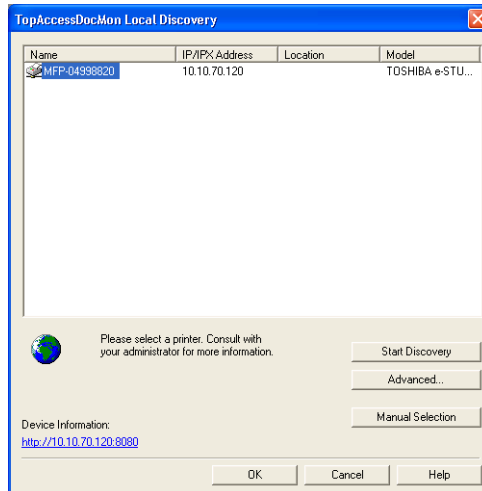 TopAccessDocMon Local Discovery
Name IP/IPX Address Location Model
MFP-04998820 10.10.70.120 TOSHIBA e-STU...
Please select a printer. Consult with
your administrator for more information.
Start Discovery
Advanced...
Manual Selection
Device Information:
http://10.10.70.120:8080
OK Cancel Help